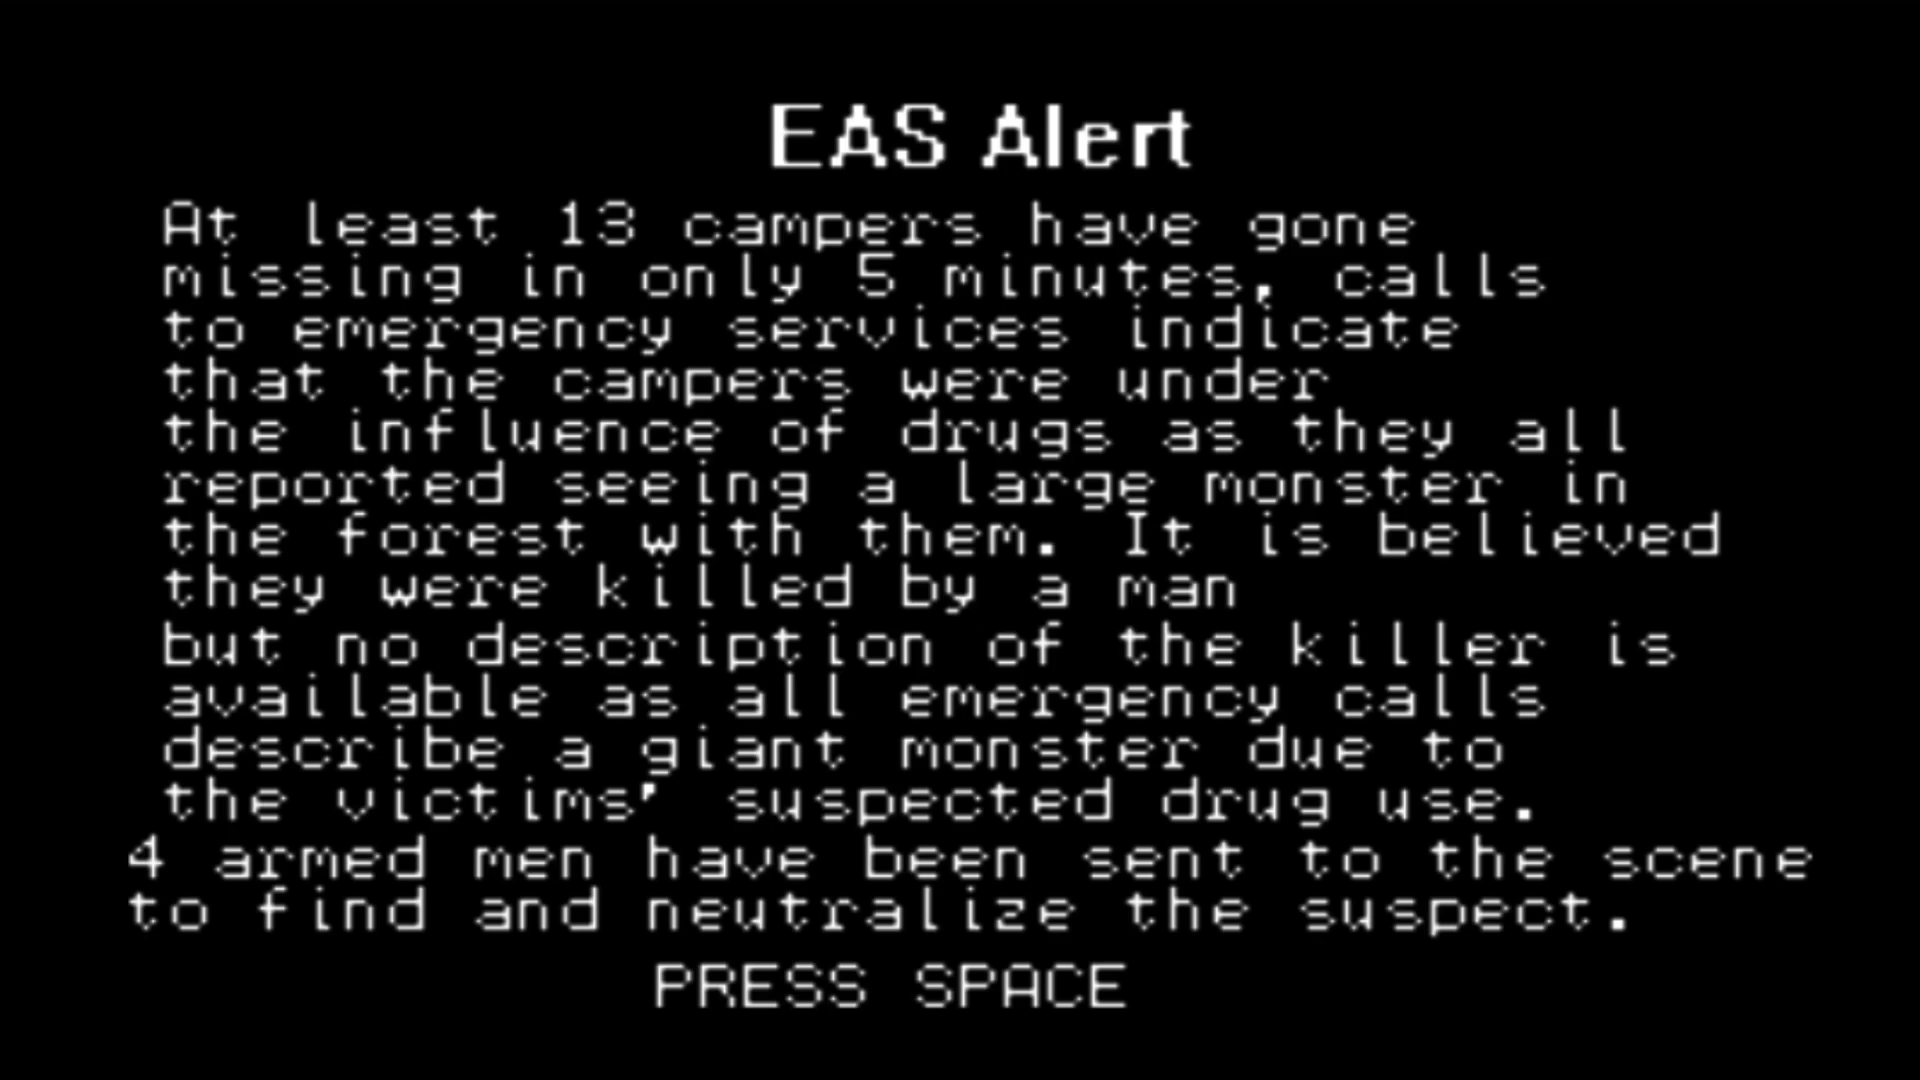 EAS Alert
At least 13 campers have gone
missing in only 5 minutes, calls
to emergency services indicate
that the campers were under
the influence of drugs as they all
reported seeing a large monster in
the forest with them. It is believed
they were killed by a man
but no description of the killer is
available as all emergency calls
describe a giant monster due to
the victims' suspected drug use.
4 armed men have been sent to the scene
to find and neutralize the suspect.
PRESS SPACE